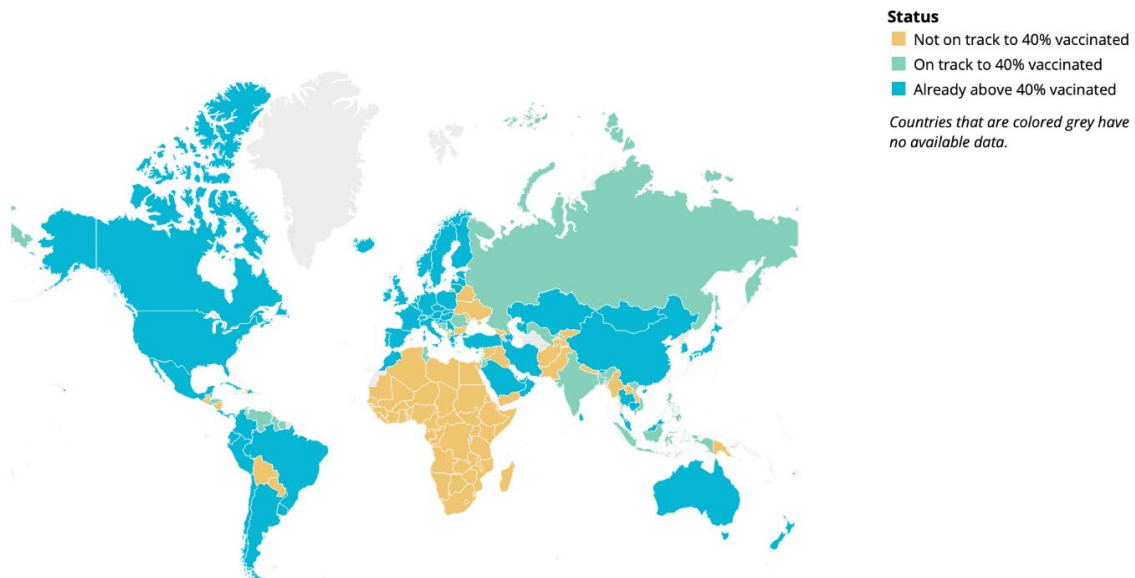 Status
Not on track to 40% vaccinated
On track to 40% vaccinated
Already above 40% vacinated
Countries that are colored grey have
no available data.